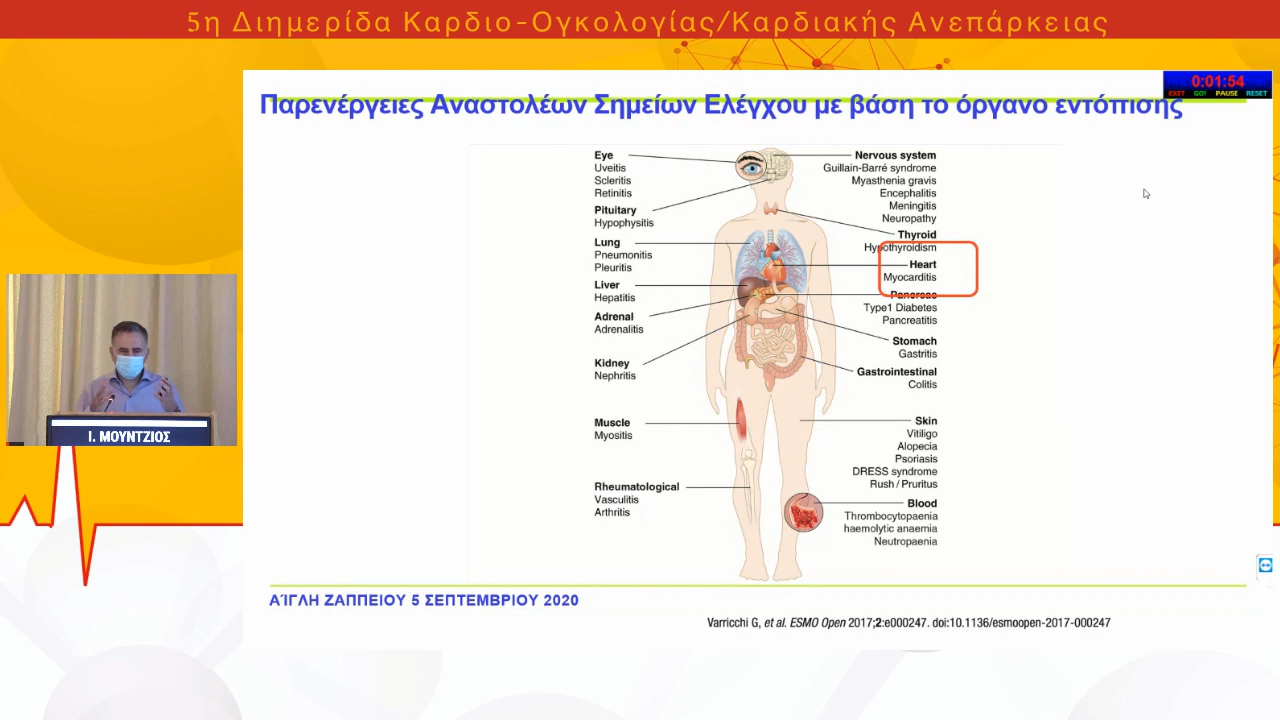 5η Διημερίδα Καρδιο-Ογκολογίας/Καρδιακής Ανεπάρκειας
0:01:54
EXIT GO! PAUSE RESET
Παρενέργειες Αναστολέων Σημείων Ελέγχου με βάση το όργανο εντόπισης
Eye
Uveitis
Scleritis
Retinitis
Pituitary
Hypophysitis
Lung
Pneumonitis
Pleuritis
Liver
Hepatitis
Adrenal
Adrenalitis
Kidney
Nephritis
Muscle
Myositis
Rheumatological
Vasculitis
Arthritis
Nervous system
Guillain-Barré syndrome
Myasthenia gravis
Encephalitis
Meningitis
Neuropathy
Thyroid
Hypothyroidism
Heart
Myocarditis
Pancreas
Type1 Diabetes
Pancreatitis
Stomach
Gastritis
Gastrointestinal
Colitis
Skin
Vitiligo
Alopecia
Psoriasis
DRESS syndrome
Rush / Pruritus
Blood
Thrombocytopaenia
haemolytic anaemia
Neutropaenia
Ι. ΜΟΥΝΤΖΙΟΣ
ΑΊΓΛΗ ΖΑΠΠΕΙΟΥ 5 ΣΕΠΤΕΜΒΡΙΟΥ 2020
Varricchi G, et al. ESMO Open 2017;2:e000247. doi:10.1136/esmoopen-2017-000247